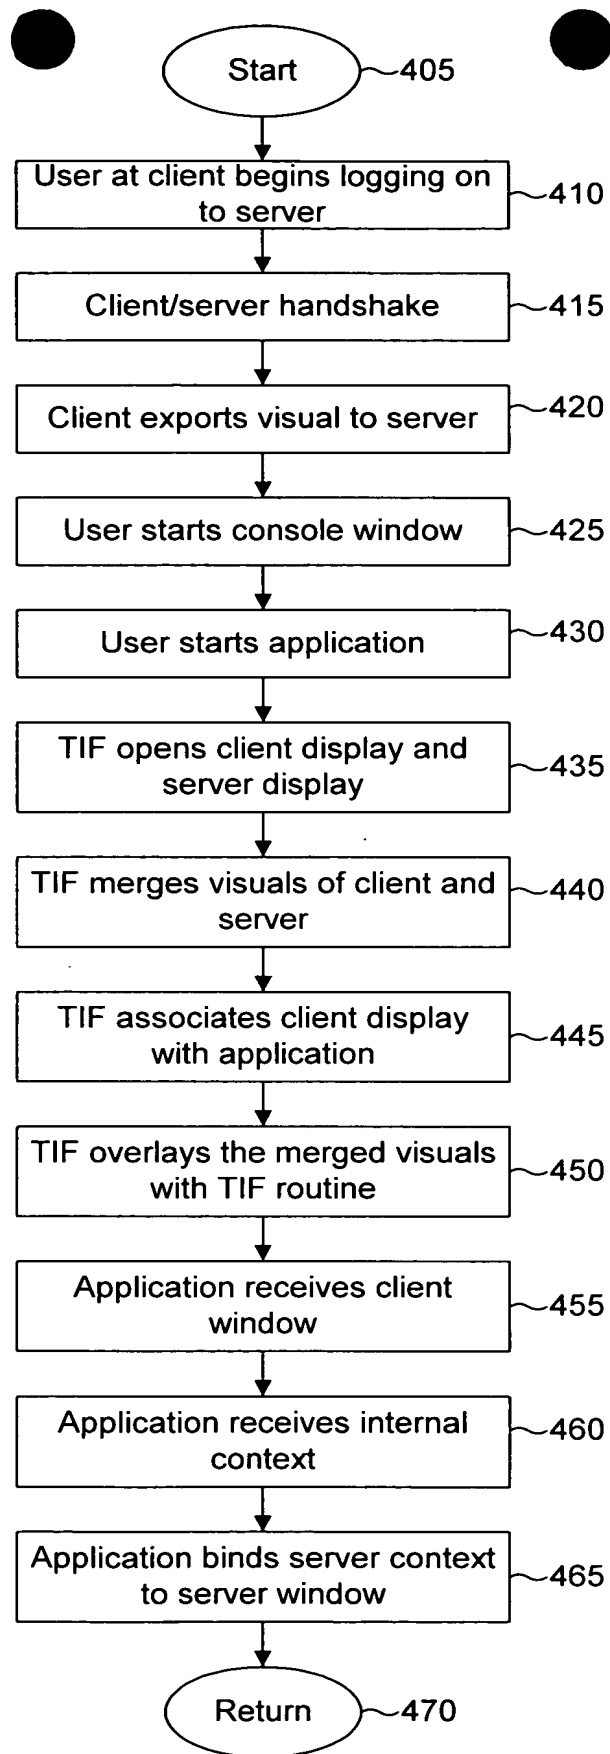 Start
405
User at client begins logging on
to server
410
Client/server handshake
415
Client exports visual to server
420
User starts console window
425
User starts application
430
TIF opens client display and
server display
435
TIF merges visuals of client and
server
440
TIF associates client display
with application
445
TIF overlays the merged visuals
with TIF routine
450
Application receives client
window
455
Application receives internal
context
460
Application binds server context
to server window
465
Return
470